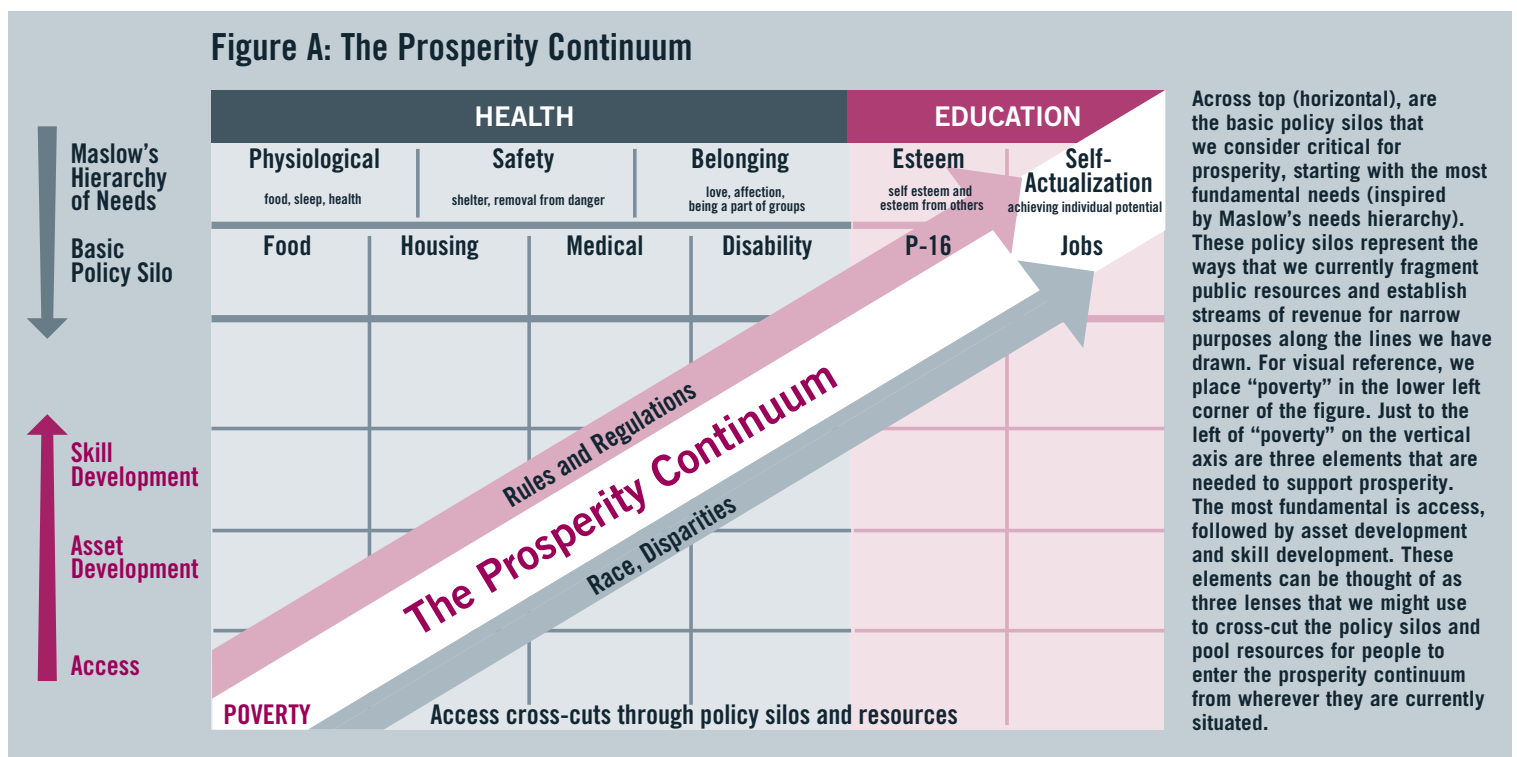 Figure A: The Prosperity Continuum
HEALTH
EDUCATION
Maslow's
Hierarchy
of Needs
Physiological
food, sleep, health
Safety
shelter, removal from danger
Belonging
love, affection,
being a part of groups
Esteem
self esteem and
esteem from others
Self-
Actualization
achieving individual potential
Basic
Policy Silo
Food
Housing
Medical
Disability
P-16
Jobs
Skill
Development
Asset
Development
Access
Rules and Regulations
The Prosperity Continuum
Race, Disparities
POVERTY
Access cross-cuts through policy silos and resources
Across top (horizontal), are
the basic policy silos that
we consider critical for
prosperity, starting with the most
fundamental needs (inspired
by Maslow's needs hierarchy).
These policy silos represent the
ways that we currently fragment
public resources and establish
streams of revenue for narrow
purposes along the lines we have
drawn. For visual reference, we
place “poverty” in the lower left
corner of the figure. Just to the
left of “poverty” on the vertical
axis are three elements that are
needed to support prosperity.
The most fundamental is access,
followed by asset development
and skill development. These
elements can be thought of as
three lenses that we might use
to cross-cut the policy silos and
pool resources for people to
enter the prosperity continuum
from wherever they are currently
situated.